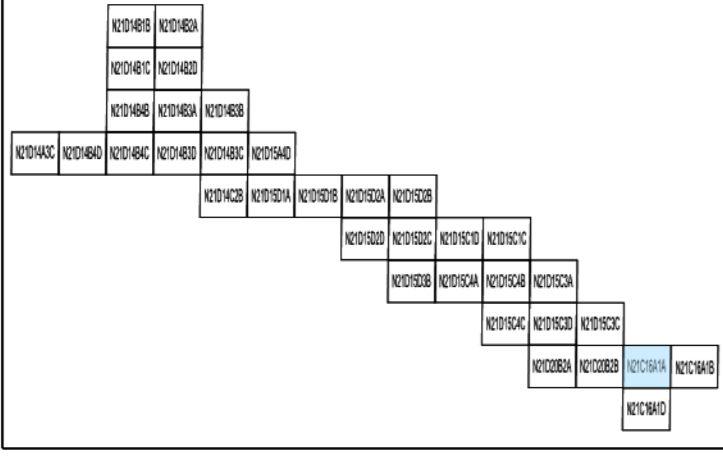 N21D14B1B N21D14B2A
N21D14B1C N21D14B2D
N21D14B4B N21D14B3A N21D14B3B
N21D14A3C N21D14B4D N21D14B4C N21D14B3D N21D14B3C N21D15A4D
N21D14C2B N21D15D1A N21D15D1B N21D15D2A N21D15D2B
N21D15D2D N21D15D2C N21D15C1D N21D15C1C
N21D15D3B N21D15C4A N21D15C4B N21D15C3A
N21D15C4C N21D15C3D N21D15C3C
N21D20B2A N21D20B2B N21C16A1A N21C16A1B
N21C16A1D